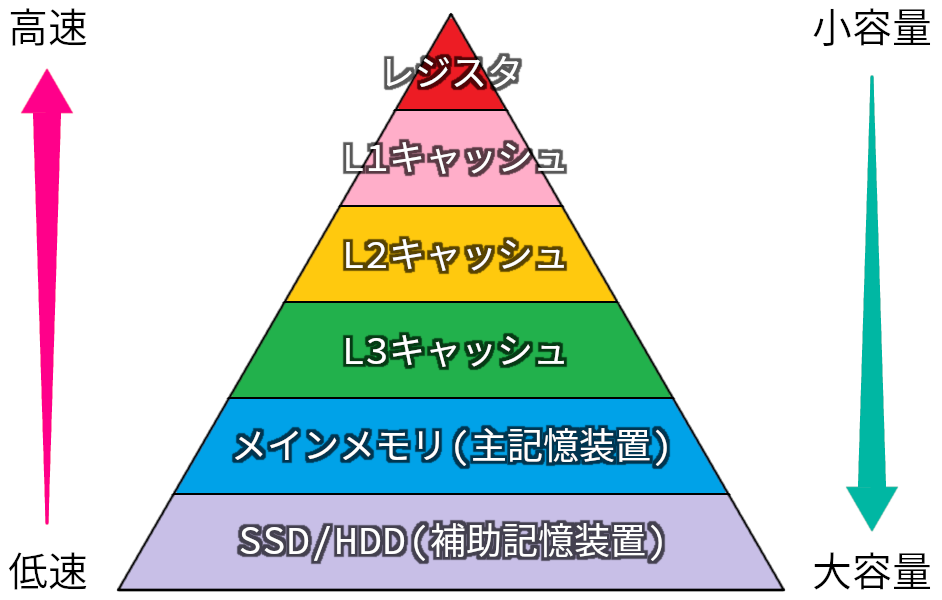 高速
小容量
レジスタ
L1キャッシュ
L2キャッシュ
L3キャッシュ
メインメモリ(主記憶装置)
SSD/HDD(補助記憶装置)
低速
大容量